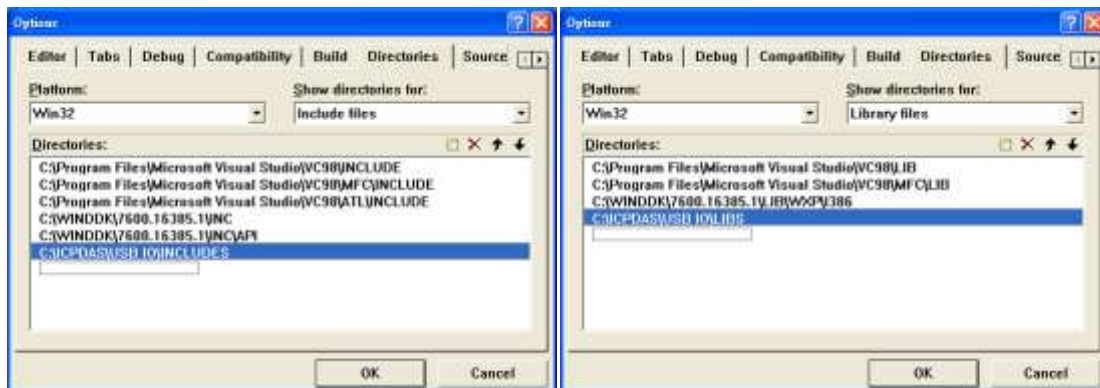 Options
Editor Tabs Debug Compatibility Build Directories Source
Platform: Show directories for:
Win32 Include files
Directories:
C:\Program Files\Microsoft Visual Studio\VC98\INCLUDE
C:\Program Files\Microsoft Visual Studio\VC98\MFC\INCLUDE
C:\Program Files\Microsoft Visual Studio\VC98\ATL\INCLUDE
C:\WINDDK\7600.16385.1\INC
C:\WINDDK\7600.16385.1\INC\API
C:\ICPDAS\USB IO\INCLUDES
OK Cancel
Options
Editor Tabs Debug Compatibility Build Directories Source
Platform: Show directories for:
Win32 Library files
Directories:
C:\Program Files\Microsoft Visual Studio\VC98\LIB
C:\Program Files\Microsoft Visual Studio\VC98\MFC\LIB
C:\WINDDK\7600.16385.1\LIB\WXP\I386
C:\ICPDAS\USB IO\LIBS
OK Cancel